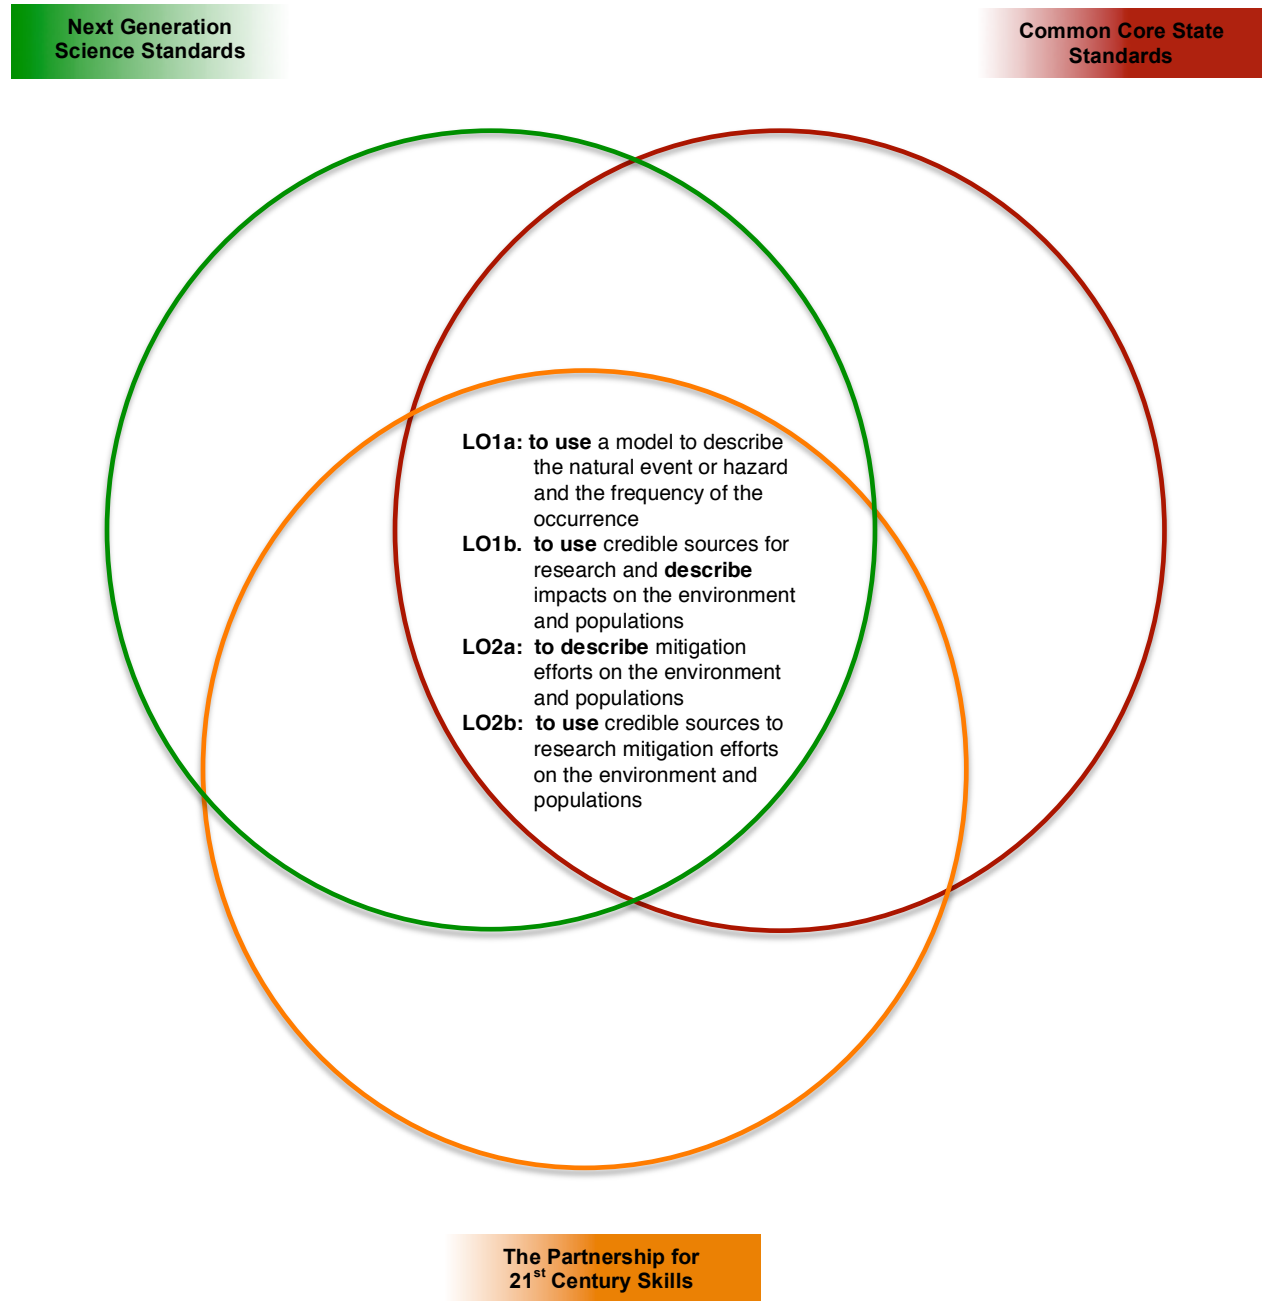 Next Generation
Science Standards
Common Core State
Standards
LO1a: to use a model to describe
the natural event or hazard
and the frequency of the
occurrence
LO1b. to use credible sources for
research and describe
impacts on the environment
and populations
LO2a: to describe mitigation
efforts on the environment
and populations
LO2b: to use credible sources to
research mitigation efforts
on the environment and
populations
The Partnership for
21st Century Skills